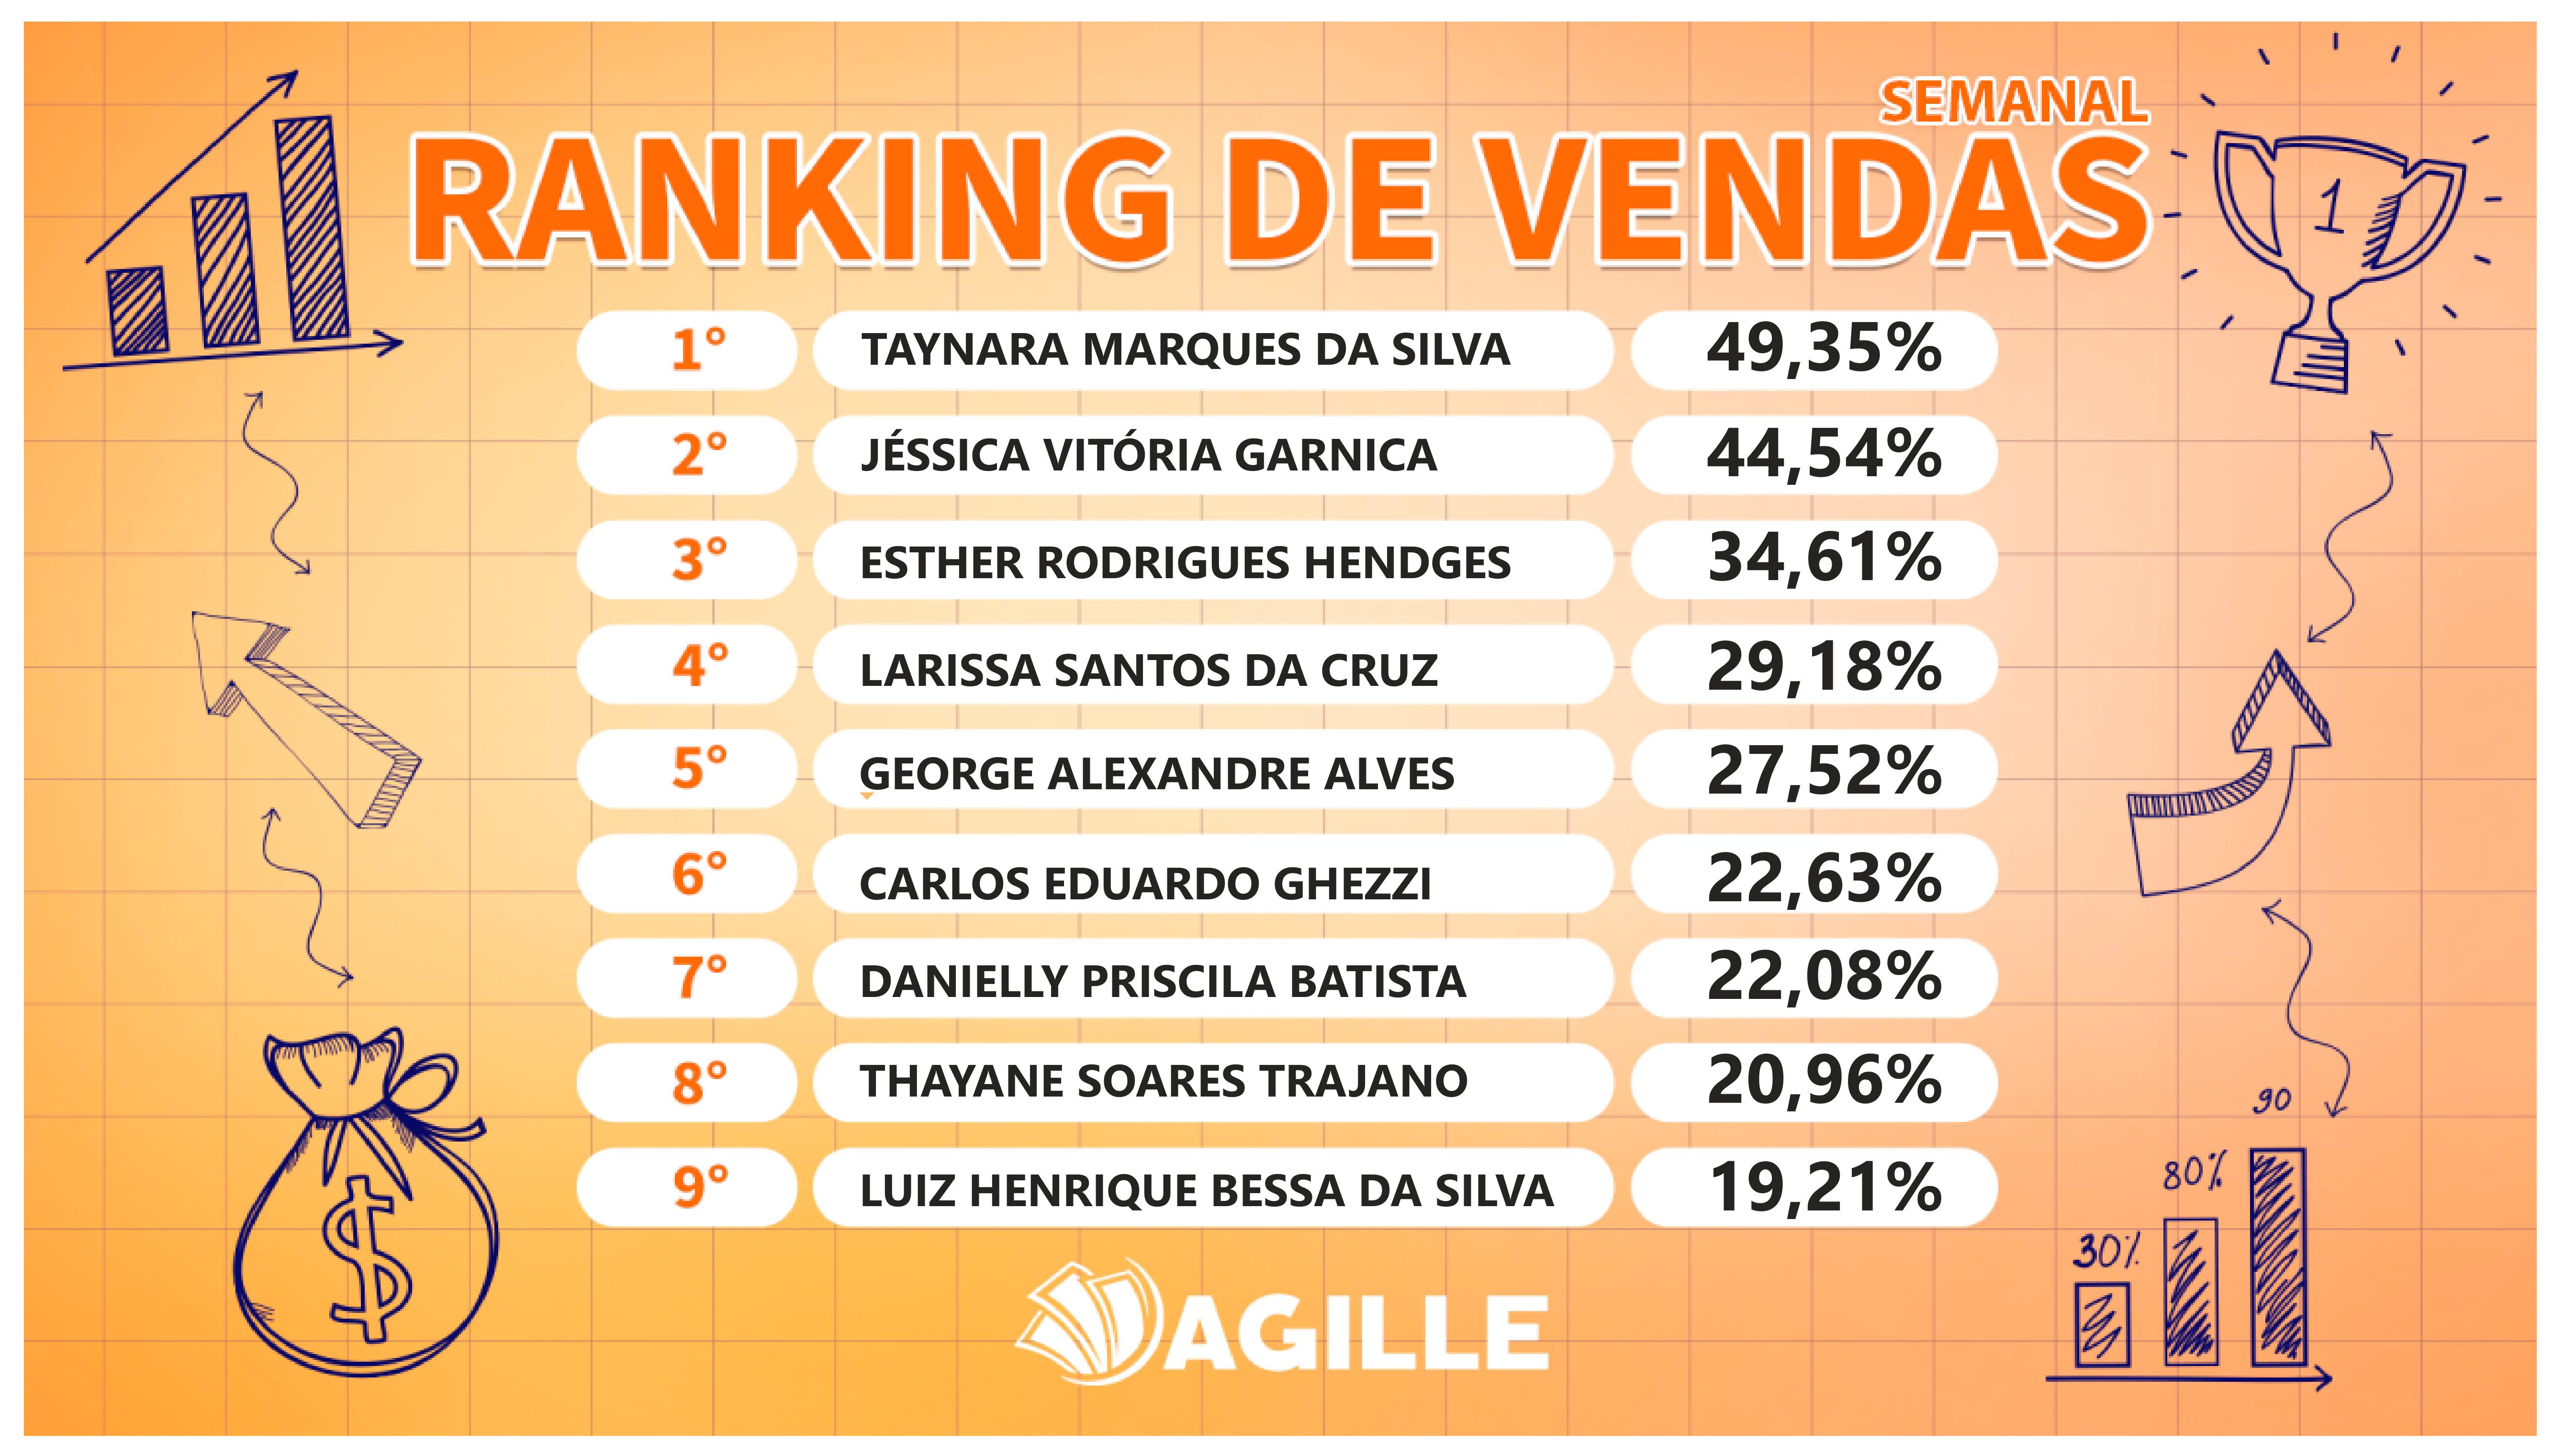 SEMANAL
RANKING DE VENDAS
1
1° TAYNARA MARQUES DA SILVA 49,35%
2° JÉSSICA VITÓRIA GARNICA 44,54%
3° ESTHER RODRIGUES HENDGES 34,61%
4° LARISSA SANTOS DA CRUZ 29,18%
5° GEORGE ALEXANDRE ALVES 27,52%
6° CARLOS EDUARDO GHEZZI 22,63%
7° DANIELLY PRISCILA BATISTA 22,08%
8° THAYANE SOARES TRAJANO 20,96%
9° LUIZ HENRIQUE BESSA DA SILVA 19,21%
$
30% 80% 90
AGILLE